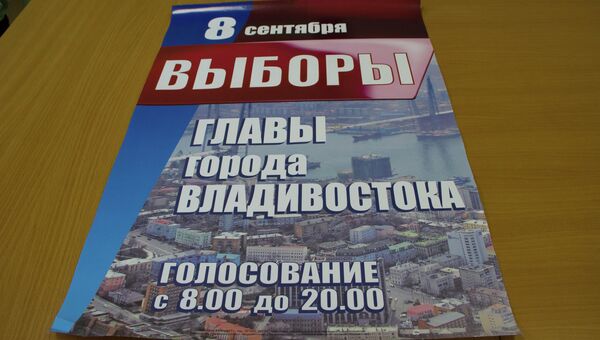 8 сентября
ВЫБОРЫ
ГЛАВЫ
города
ВЛАДИВОСТОКА
ГОЛОСОВАНИЕ
с 8.00 до 20.00